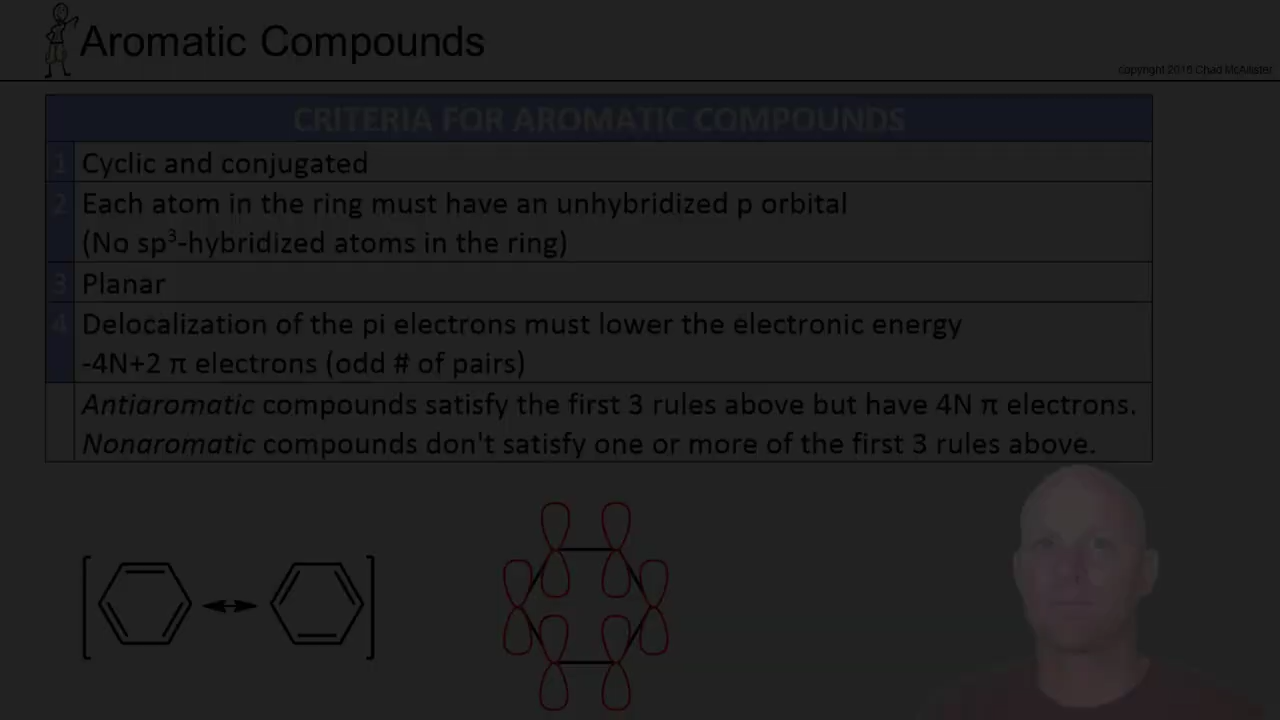 Aromatic Compounds
copyright 2016 Chad McAllister
CRITERIA FOR AROMATIC COMPOUNDS
1 Cyclic and conjugated
2 Each atom in the ring must have an unhybridized p orbital
(No sp³-hybridized atoms in the ring)
3 Planar
4 Delocalization of the pi electrons must lower the electronic energy
-4N+2 π electrons (odd # of pairs)
Antiaromatic compounds satisfy the first 3 rules above but have 4N π electrons.
Nonaromatic compounds don't satisfy one or more of the first 3 rules above.